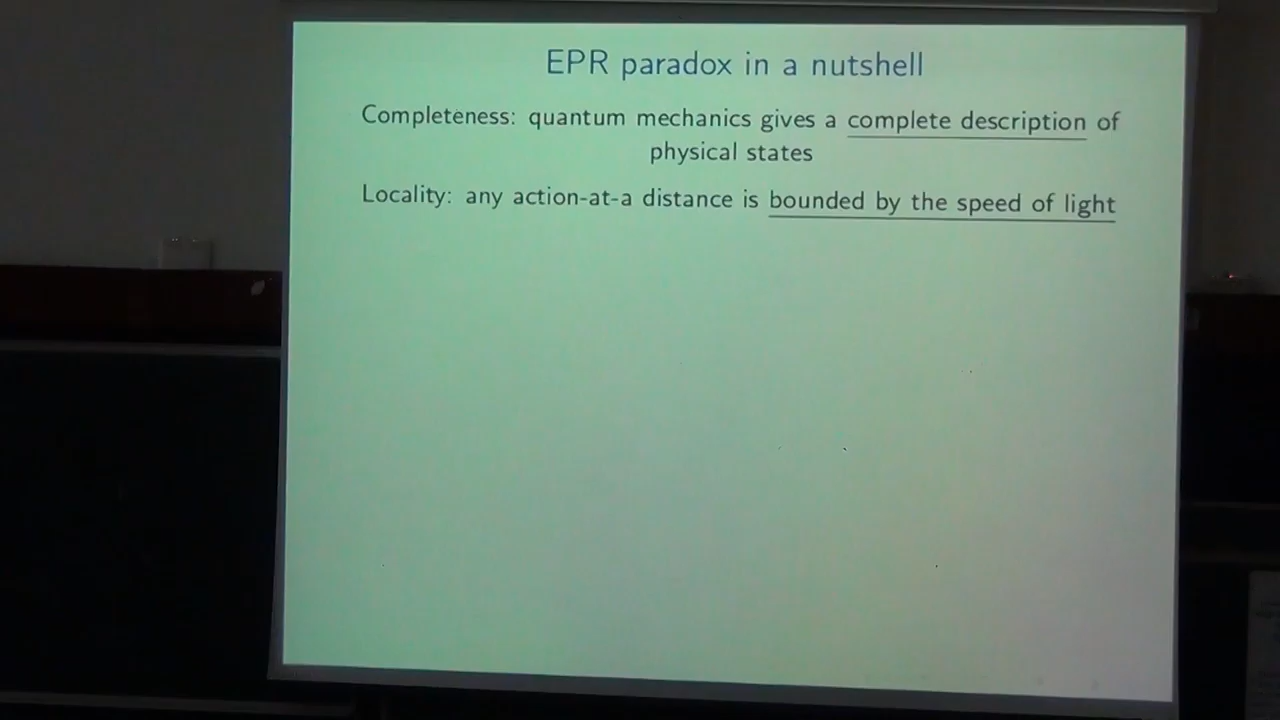 EPR paradox in a nutshell
Completeness: quantum mechanics gives a complete description of
physical states
Locality: any action-at-a distance is bounded by the speed of light